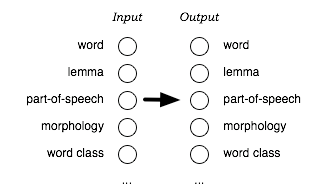 Input Output
word word
lemma lemma
part-of-speech part-of-speech
morphology morphology
word class word class
... ...